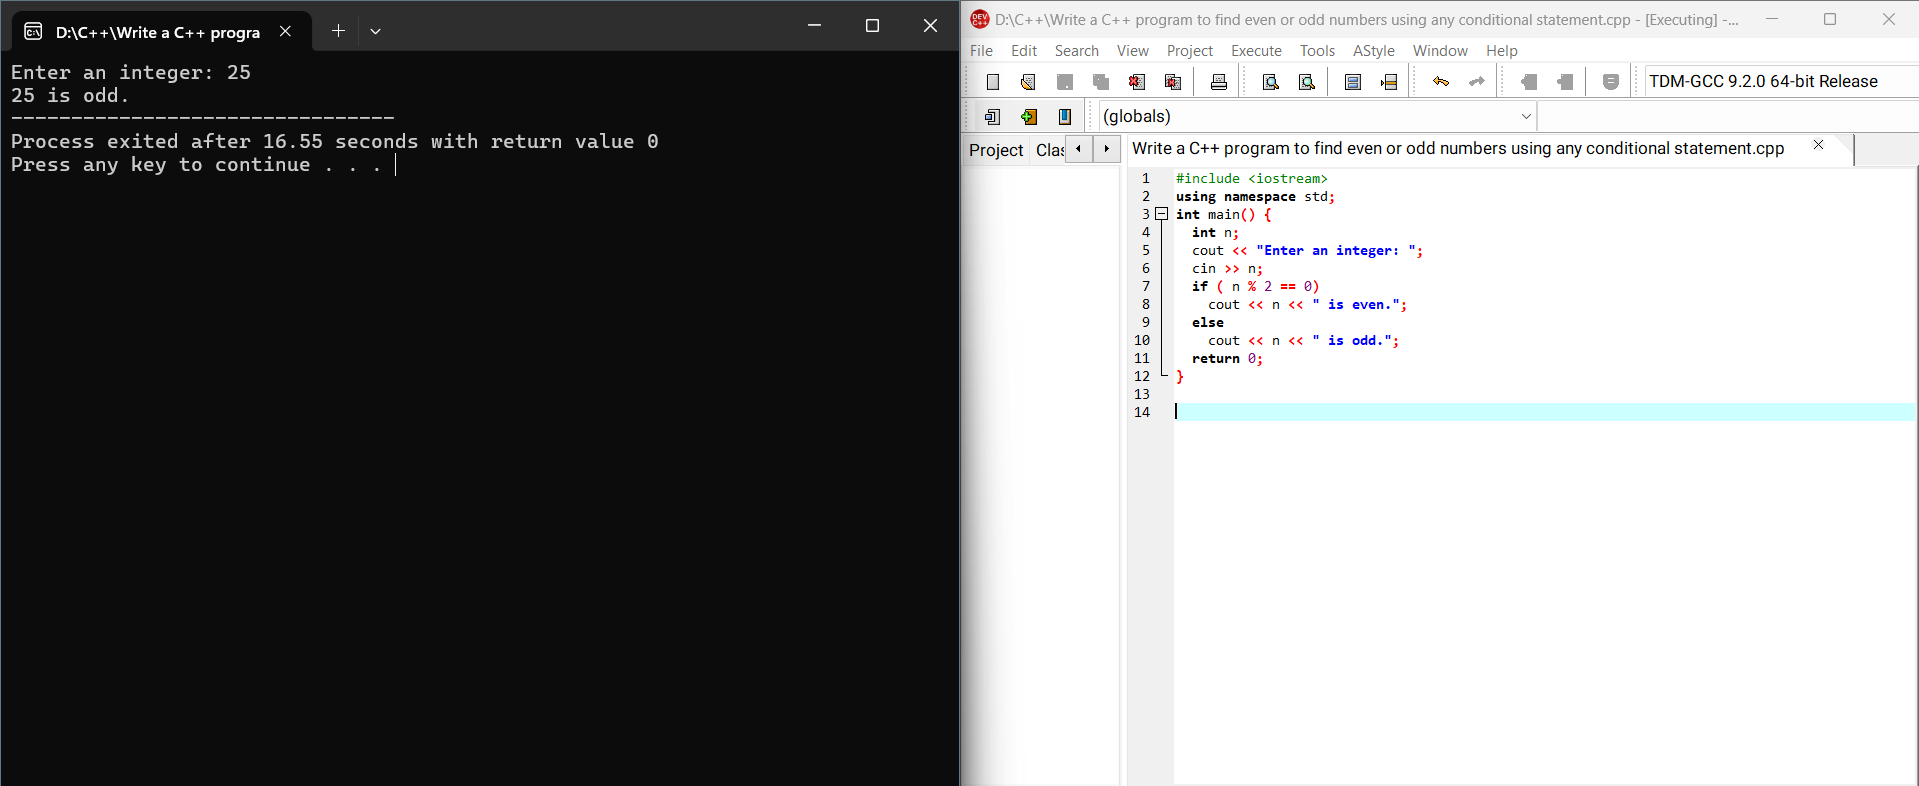 D:\C++\Write a C++ progra
Enter an integer: 25
25 is odd.
--------------------------------
Process exited after 16.55 seconds with return value 0
Press any key to continue . . .
DEV C++
D:\C++\Write a C++ program to find even or odd numbers using any conditional statement.cpp - [Executing] -...
File Edit Search View Project Execute Tools AStyle Window Help
TDM-GCC 9.2.0 64-bit Release
(globals)
Project Clas
Write a C++ program to find even or odd numbers using any conditional statement.cpp
1 #include <iostream>
2 using namespace std;
3 int main() {
4 int n;
5 cout << "Enter an integer: ";
6 cin >> n;
7 if ( n % 2 == 0)
8 cout << n << " is even.";
9 else
10 cout << n << " is odd.";
11 return 0;
12 }
13
14